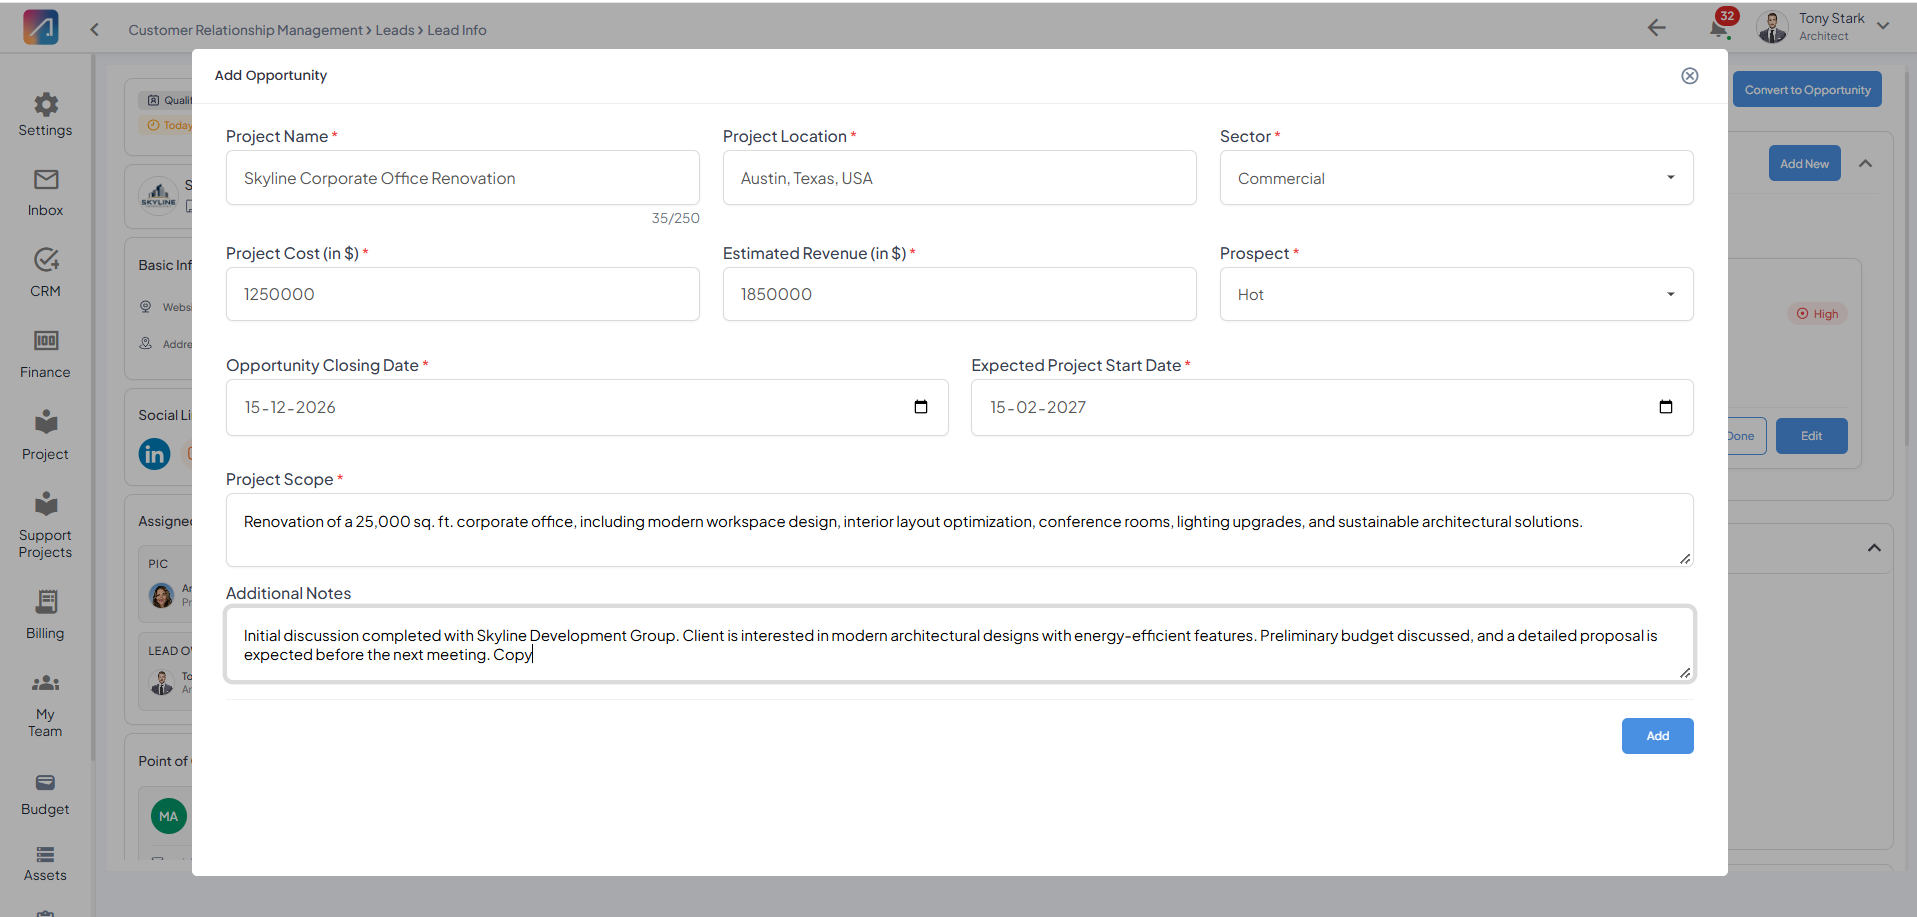 Customer Relationship Management > Leads > Lead Info
32
Tony Stark
Architect
Settings
Inbox
CRM
Finance
Project
Support
Projects
Billing
My
Team
Budget
Assets
Today
SKYLINE
Basic Inf
Social Li
Assigned
PIC
LEAD
Point of
MA
Convert to Opportunity
Add New
High
Done
Edit
Add Opportunity
Project Name *
Skyline Corporate Office Renovation
35/250
Project Location *
Austin, Texas, USA
Sector *
Commercial
Project Cost (in $) *
1250000
Estimated Revenue (in $) *
1850000
Prospect *
Hot
Opportunity Closing Date *
15-12-2026
Expected Project Start Date *
15-02-2027
Project Scope *
Renovation of a 25,000 sq. ft. corporate office, including modern workspace design, interior layout optimization, conference rooms, lighting upgrades, and sustainable architectural solutions.
Additional Notes
Initial discussion completed with Skyline Development Group. Client is interested in modern architectural designs with energy-efficient features. Preliminary budget discussed, and a detailed proposal is
expected before the next meeting. Copy
Add